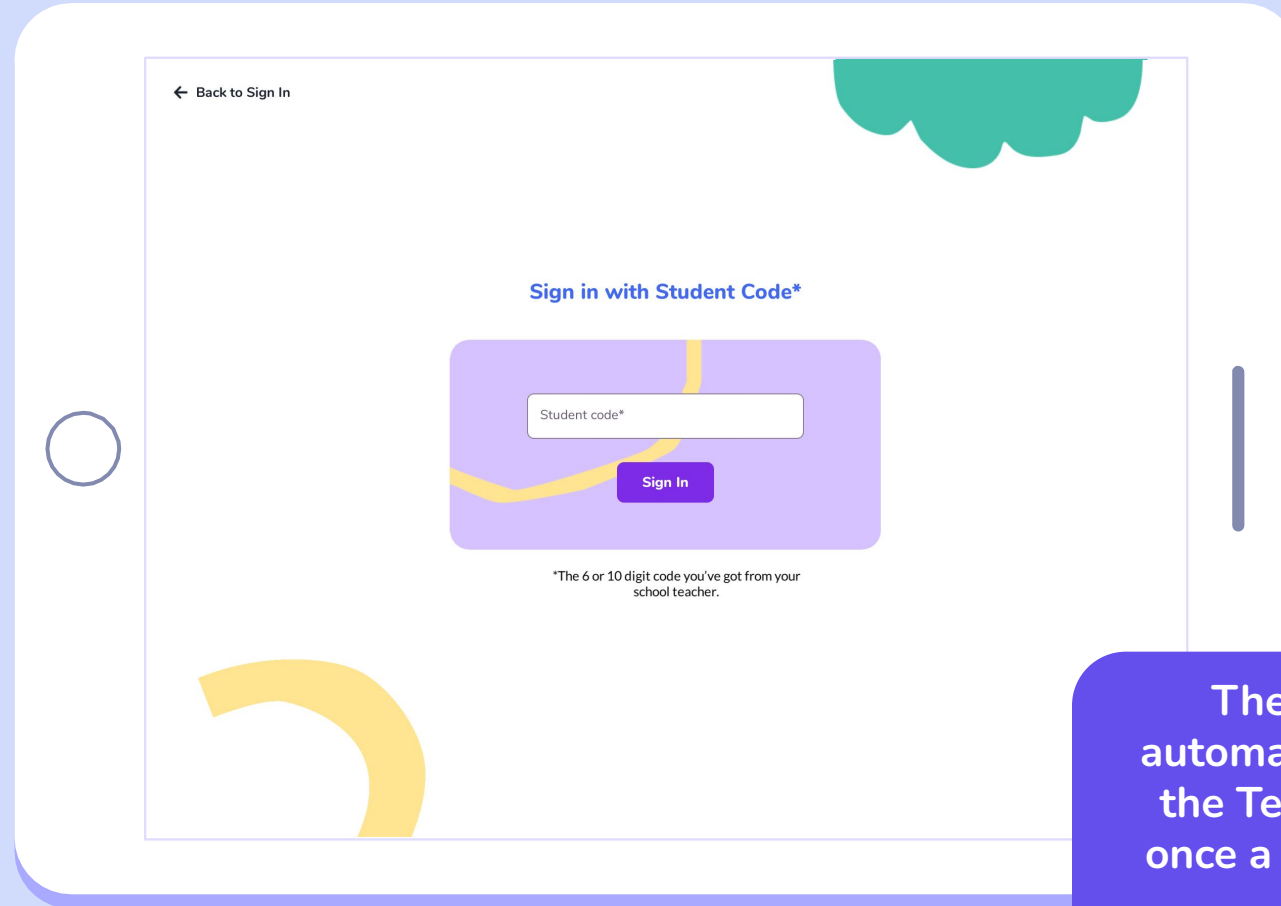 ← Back to Sign In
Sign in with Student Code*
Student code*
Sign In
*The 6 or 10 digit code you've got from your
school teacher.
The
automa
the Te
once a